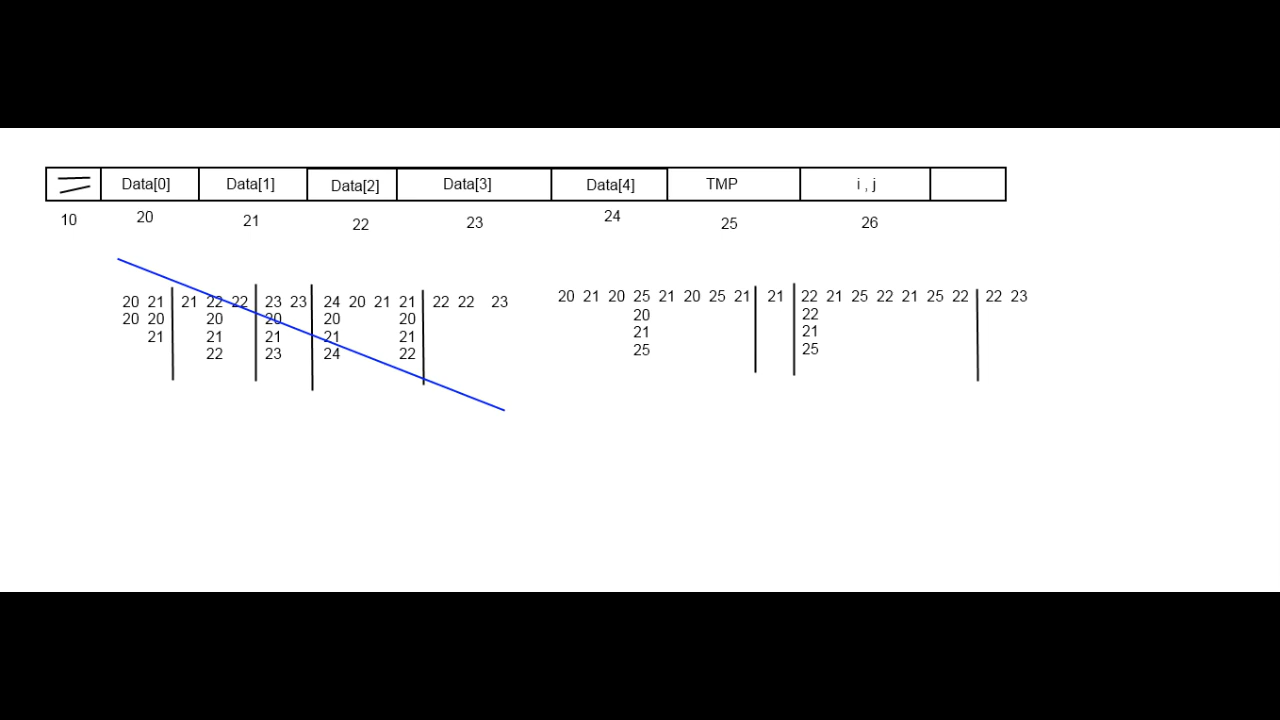 Data[0] Data[1] Data[2] Data[3] Data[4] TMP i , j
10 20 21 22 23 24 25 26
20 21 21 22 22 23 23 24 20 21 21 22 22 23
20 20 20 20 20 20
21 21 21 21 21
22 23 24 22
20 21 20 25 21 20 25 21 21 22 21 25 22 21 25 22 22 23
20 22
21 21
25 25